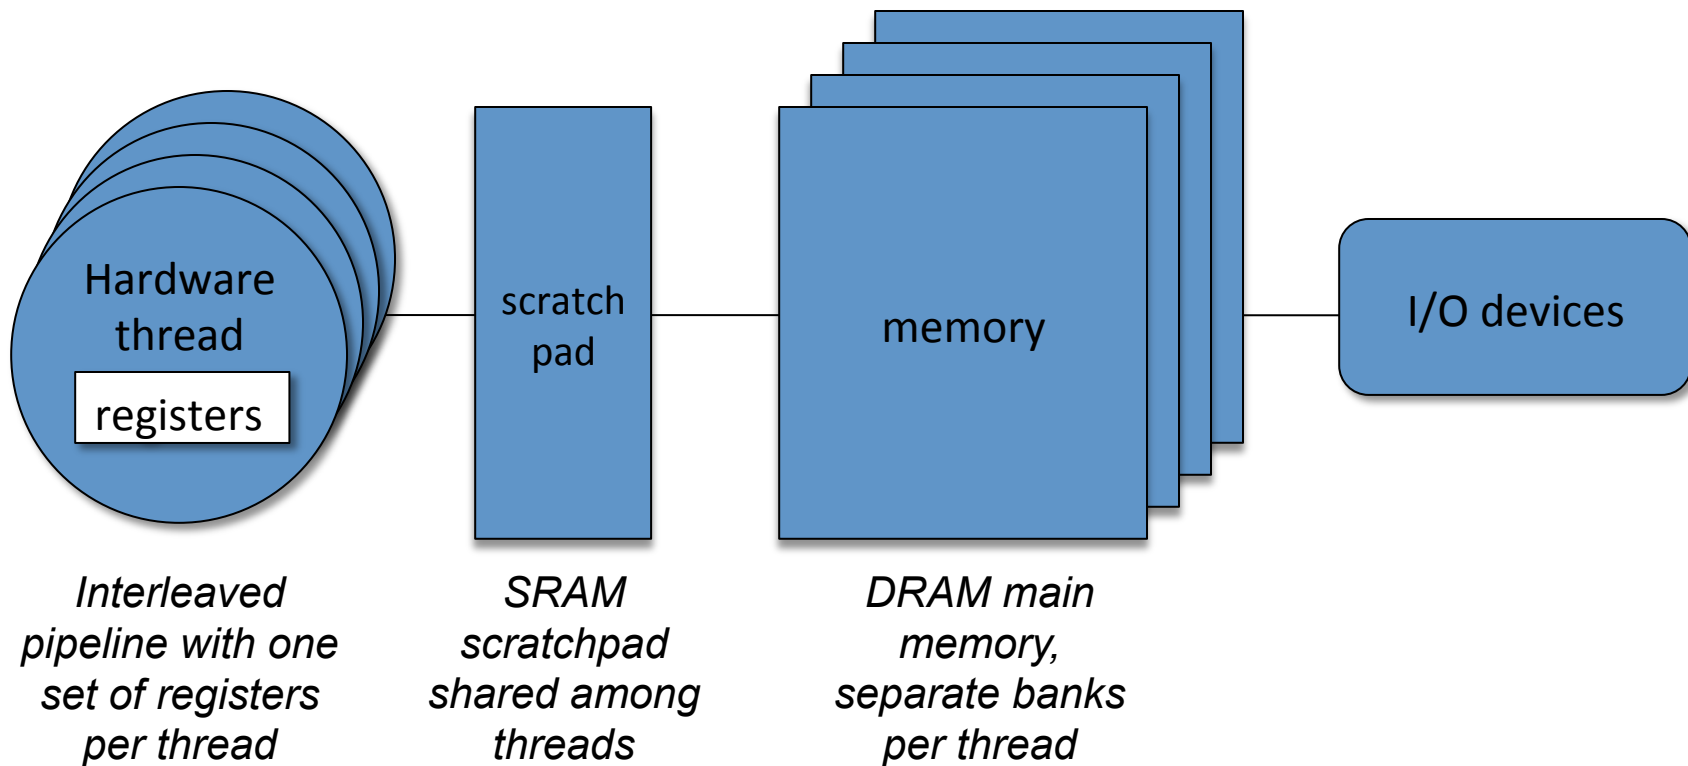 Hardware
thread
registers
scratch
pad
memory
I/O devices
Interleaved
pipeline with one
set of registers
per thread
SRAM
scratchpad
shared among
threads
DRAM main
memory,
separate banks
per thread